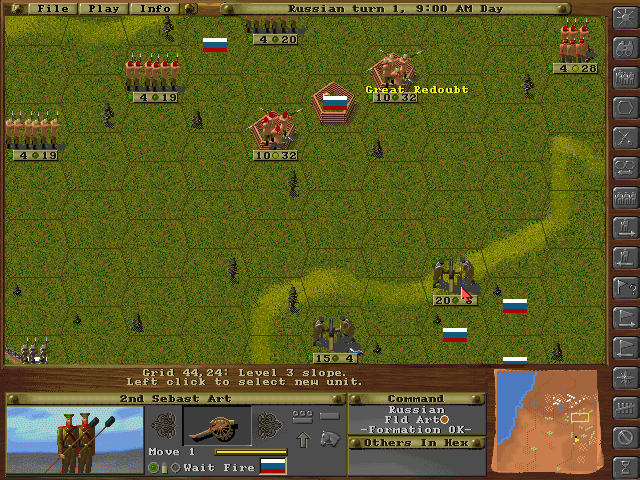 File Play Info Russian turn 1, 9:00 AM Day
4 20
4 28
4 19
Great Redoubt
10 32
4 19
10 32
20 3
15 4
Grid 44,24: Level 3 slope.
Left click to select new unit.
2nd Sebast Art
Command
Russian
Fld Art
-Formation OK-
Others In Hex
Move 1
Wait Fire